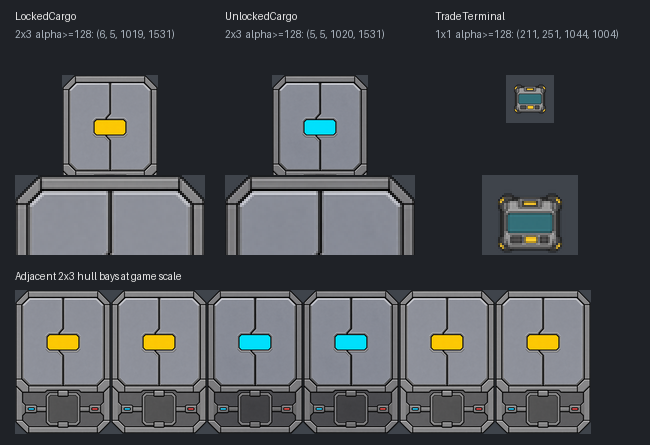 LockedCargo
2x3 alpha>=128: (6, 5, 1019, 1531)
UnlockedCargo
2x3 alpha>=128: (5, 5, 1020, 1531)
TradeTerminal
1x1 alpha>=128: (211, 251, 1044, 1004)
Adjacent 2x3 hull bays at game scale